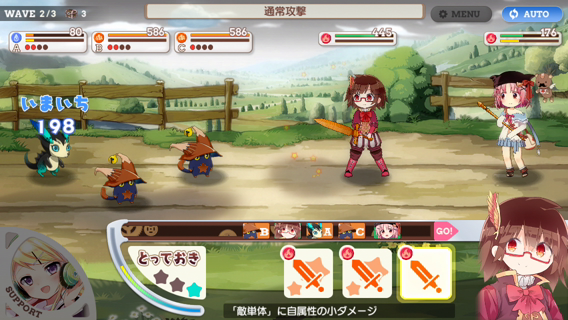 WAVE 2/3 3
通常攻撃
MENU
AUTO
80
A
586
B
586
C
445
176
いまいち
198
B A C GO!
とっておき
SUPPORT
「敵単体」に自属性の小ダメージ